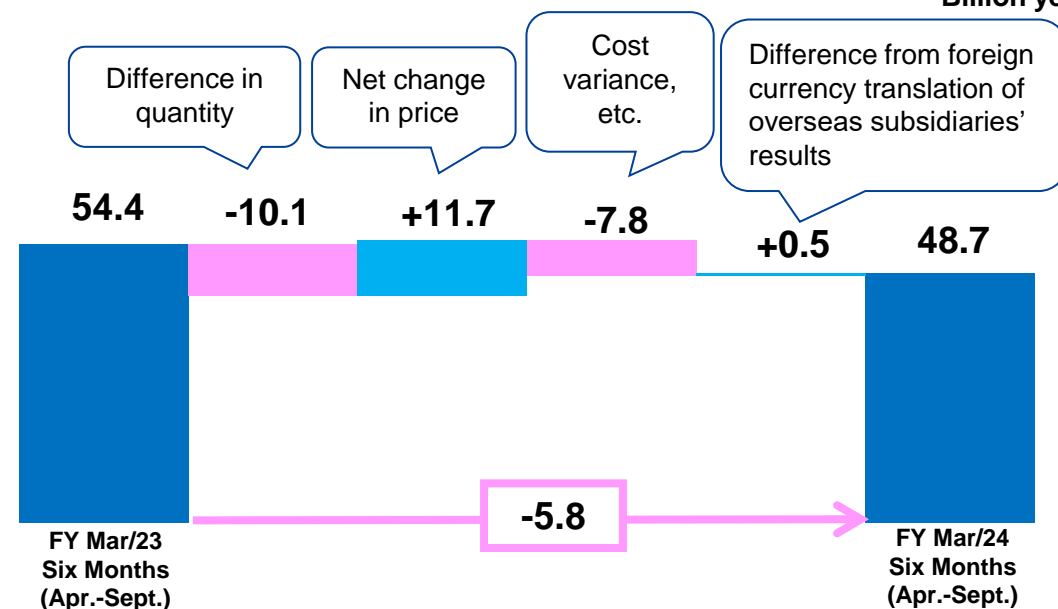 Billion ye
Difference in
quantity
Net change
in price
Cost
variance,
etc.
Difference from foreign
currency translation of
overseas subsidiaries’
results
54.4
-10.1
+11.7
-7.8
+0.5
48.7
-5.8
FY Mar/23
Six Months
(Apr.-Sept.)
FY Mar/24
Six Months
(Apr.-Sept.)